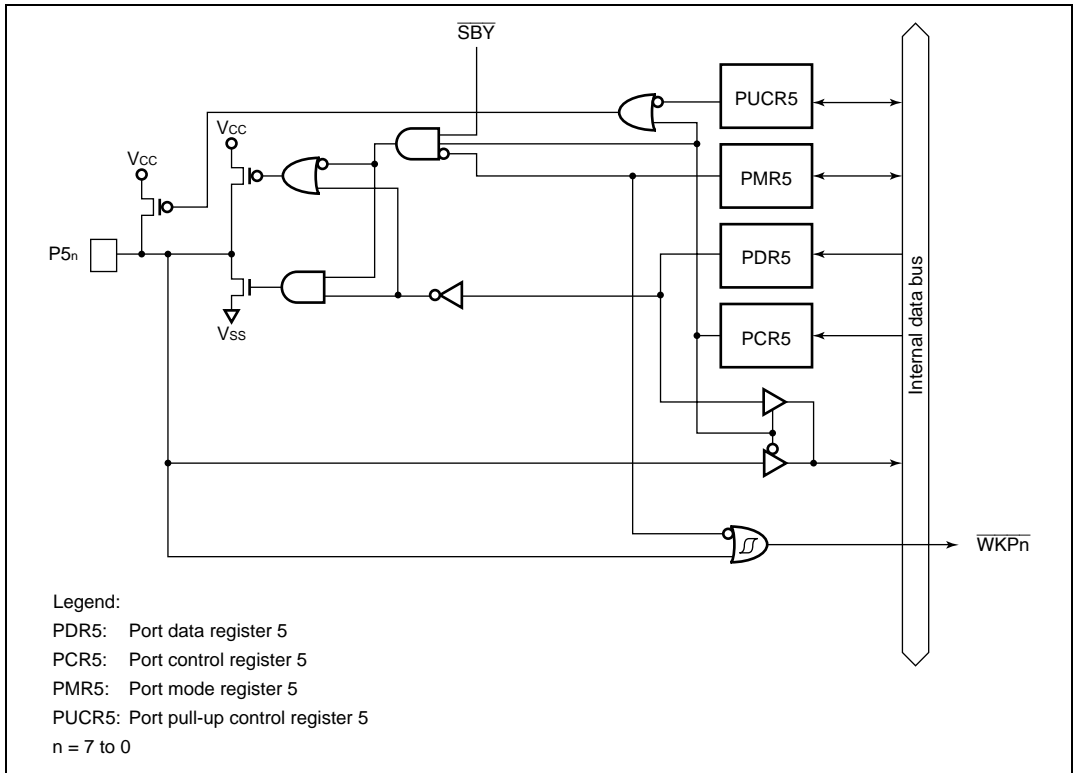 SBY
PUCR5
VCC
VCC
PMR5
P5n
PDR5
VSS
PCR5
Internal data bus
WKPn
Legend:
PDR5: Port data register 5
PCR5: Port control register 5
PMR5: Port mode register 5
PUCR5: Port pull-up control register 5
n = 7 to 0